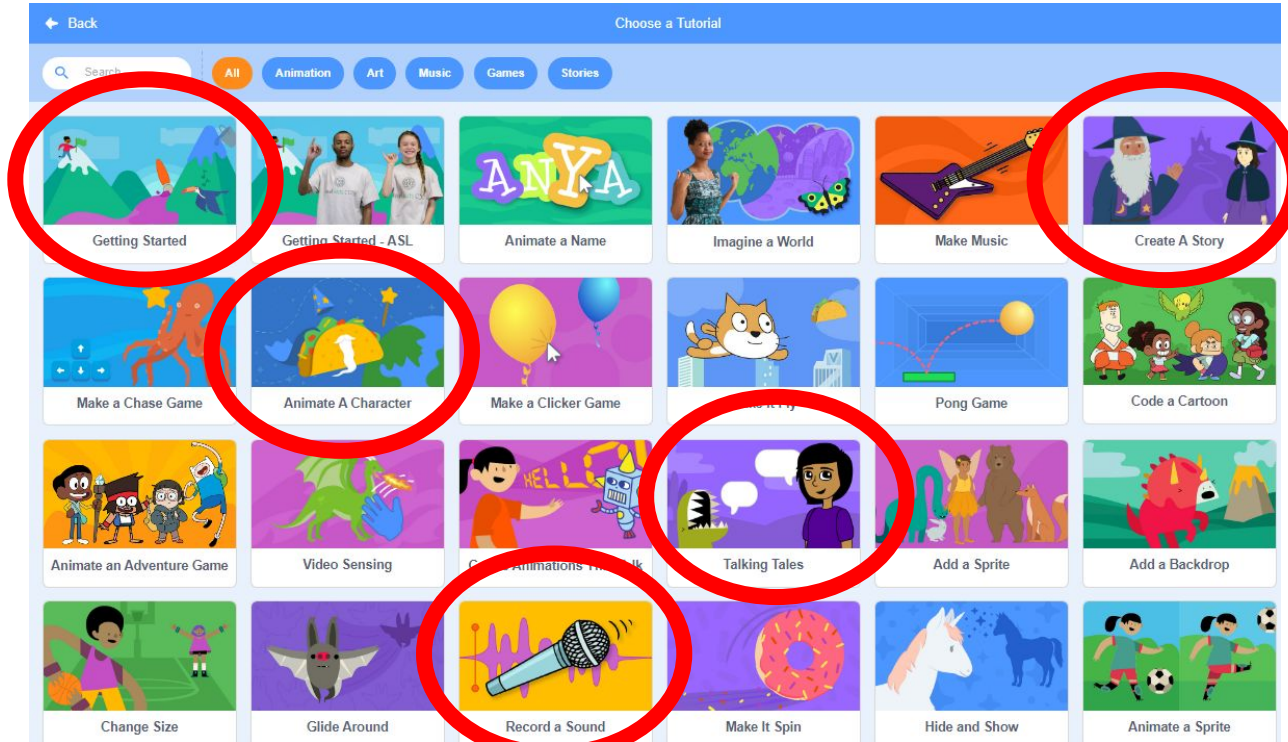 Back
Choose a Tutorial
Search
All
Animation
Art
Music
Games
Stories
ANYA
Getting Started
Getting Started - ASL
Animate a Name
Imagine a World
Make Music
Create A Story
Make a Chase Game
Animate A Character
Make a Clicker Game
Pong Game
Code a Cartoon
HELLO
Animate an Adventure Game
Video Sensing
Animations
Talking Tales
Add a Sprite
Add a Backdrop
Change Size
Glide Around
Record a Sound
Make It Spin
Hide and Show
Animate a Sprite